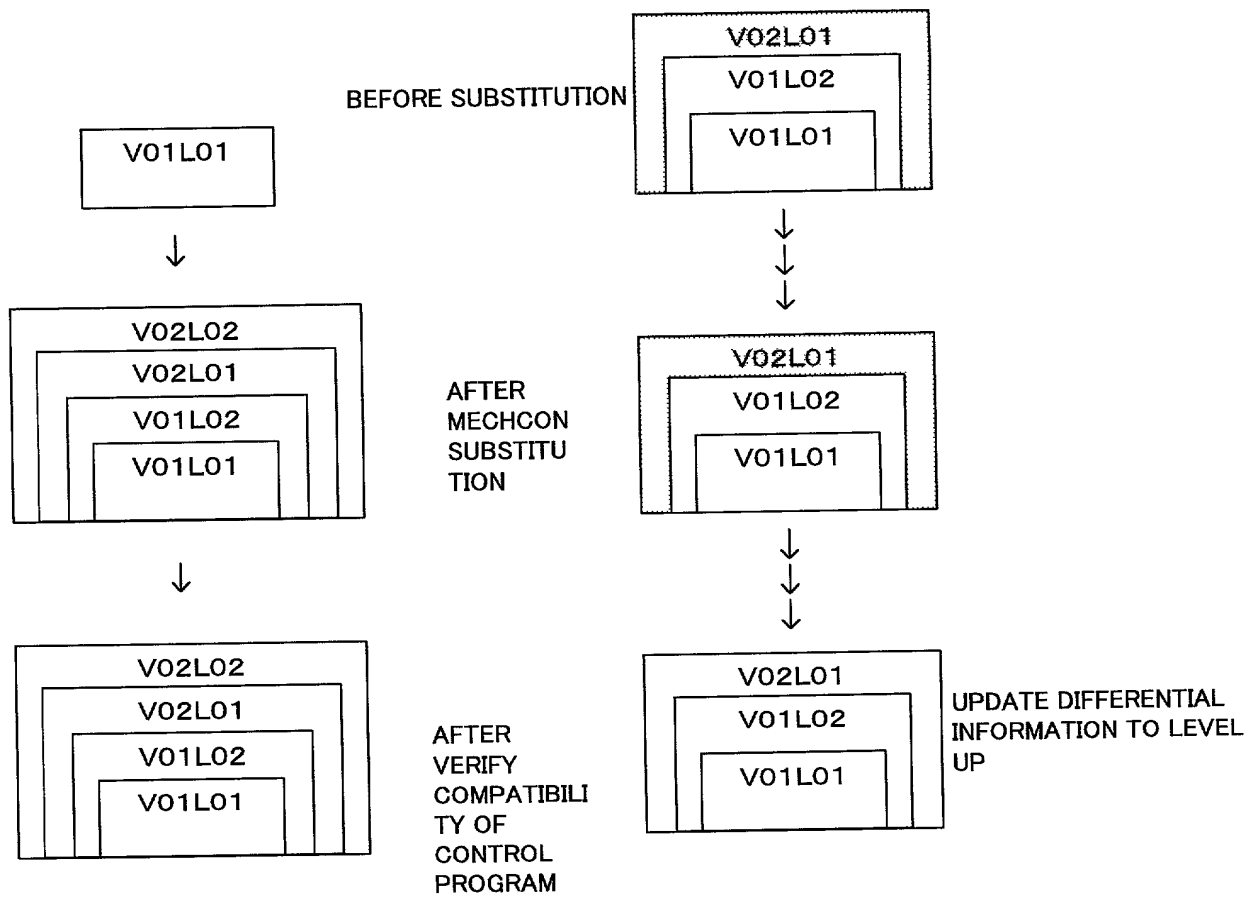 V02L01
V01L02
V01L01
BEFORE SUBSTITUTION
V01L01
V02L02
V02L01
V01L02
V01L01
AFTER
MECHCON
SUBSTITU
TION
V02L01
V01L02
V01L01
V02L02
V02L01
V01L02
V01L01
AFTER
VERIFY
COMPATIBILI
TY OF
CONTROL
PROGRAM
V02L01
V01L02
V01L01
UPDATE DIFFERENTIAL
INFORMATION TO LEVEL
UP